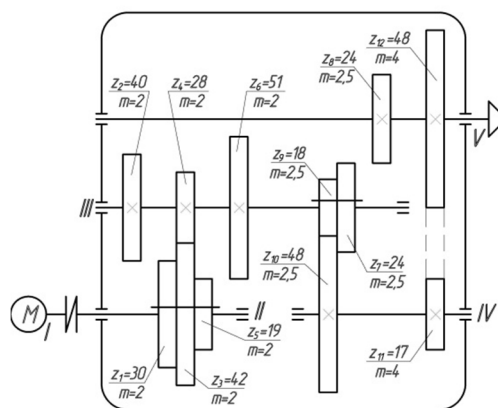 z₁₂=48
m=4
z₈=24
m=2,5
z₂=40
m=2
z₄=28
m=2
z₆=51
m=2
V
z₉=18
m=2,5
III
z₁₀=48
m=2,5
z₇=24
m=2,5
M
I
II
IV
z₅=19
m=2
z₁₁=17
m=4
z₁=30
m=2
z₃=42
m=2